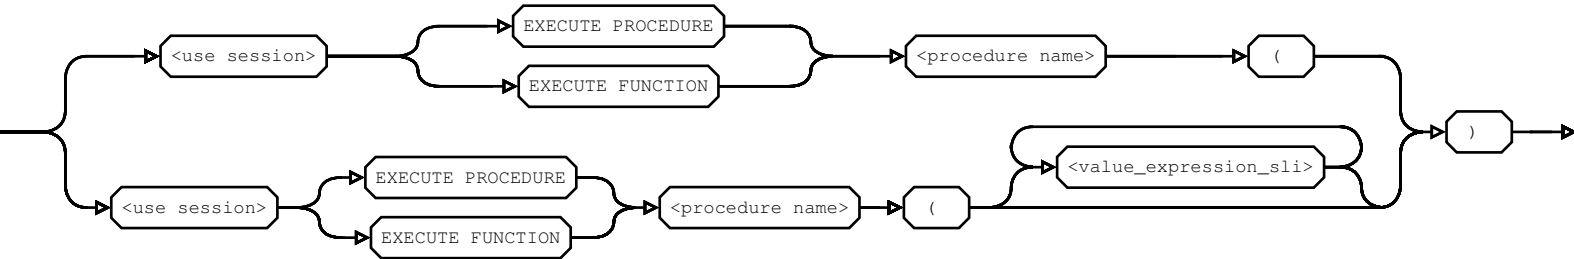 EXECUTE PROCEDURE
<use session> <procedure name> (
EXECUTE FUNCTION
)
<value_expression_sli>
EXECUTE PROCEDURE
<use session> <procedure name> (
EXECUTE FUNCTION